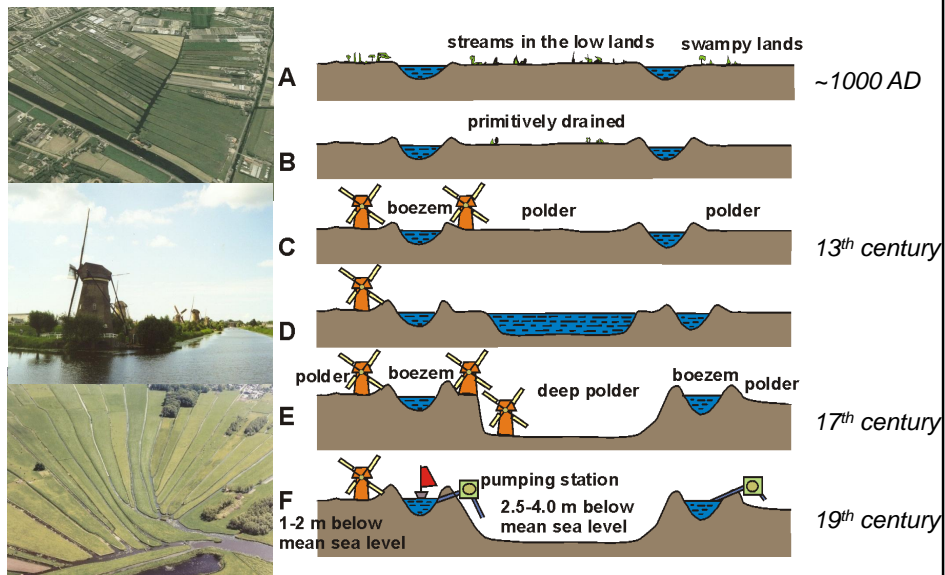 streams in the low lands
swampy lands
A
~1000 AD
primitively drained
B
boezem
polder
polder
C
13th century
D
polder
boezem
deep polder
boezem
polder
E
17th century
pumping station
F
2.5-4.0 m below
mean sea level
1-2 m below
mean sea level
19th century